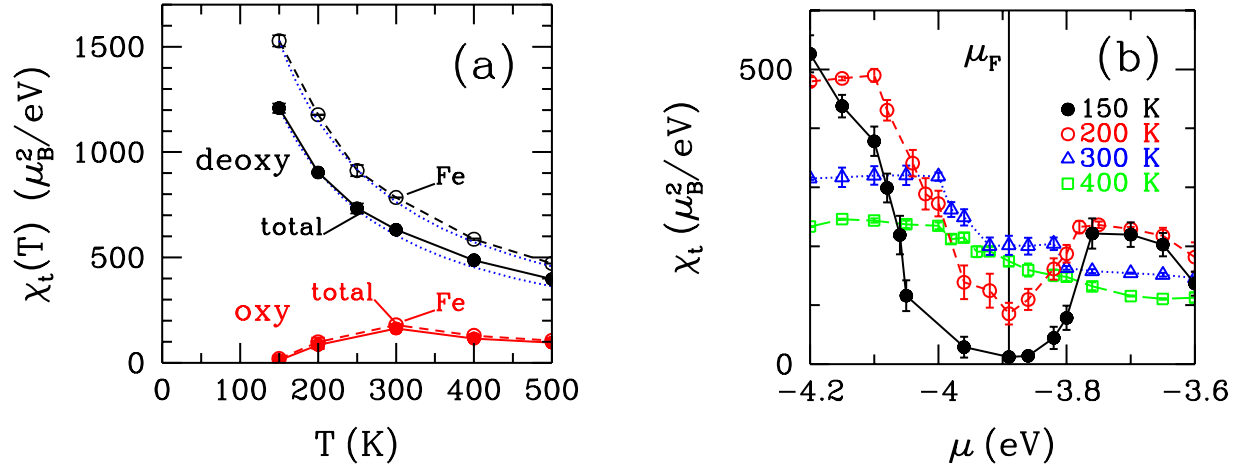 (a)
χt(T) (μB²/eV)
1500
1000
500
0
deoxy
Fe
total
oxy
total
Fe
0 100 200 300 400 500
T (K)
(b)
χt (μB²/eV)
500
0
μF
150 K
200 K
300 K
400 K
−4.2 −4 −3.8 −3.6
μ (eV)